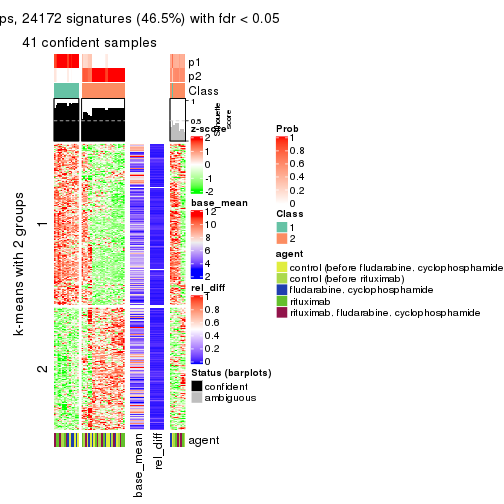 ps, 24172 signatures (46.5%) with fdr < 0.05
41 confident samples
p1
p2
Class
1
0.5
0
Silhouette
score
k-means with 2 groups
1
2
z-score
2
1
0
-1
-2
base_mean
12
10
8
6
4
2
rel_diff
1
0.8
0.6
0.4
0.2
0
Status (barplots)
confident
ambiguous
agent
base_mean
rel_diff
Prob
1
0.8
0.6
0.4
0.2
0
Class
1
2
agent
control (before fludarabine. cyclophosphamide
control (before rituximab)
fludarabine. cyclophosphamide
rituximab
rituximab. fludarabine. cyclophosphamide